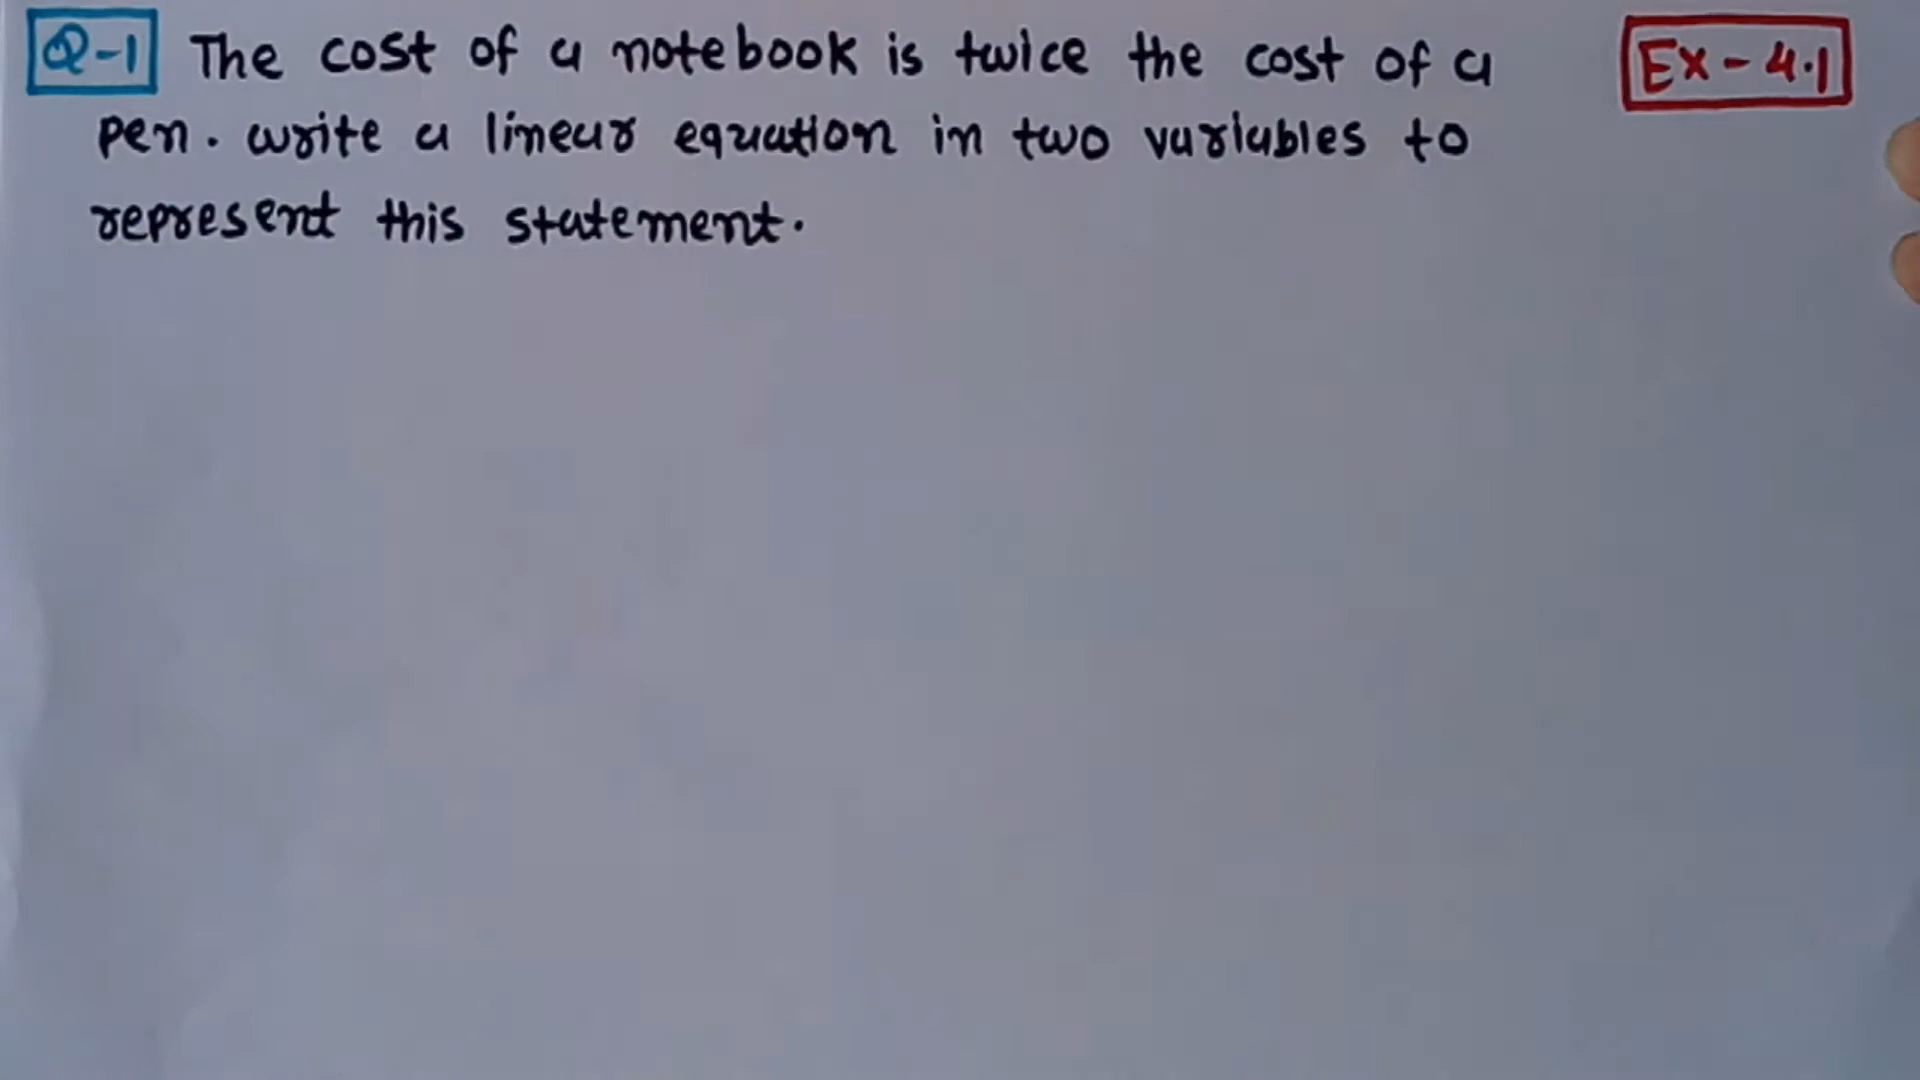 Q-1 The cost of a notebook is twice the cost of a
Ex-4.1
pen. write a linear equation in two variables to
represent this statement.